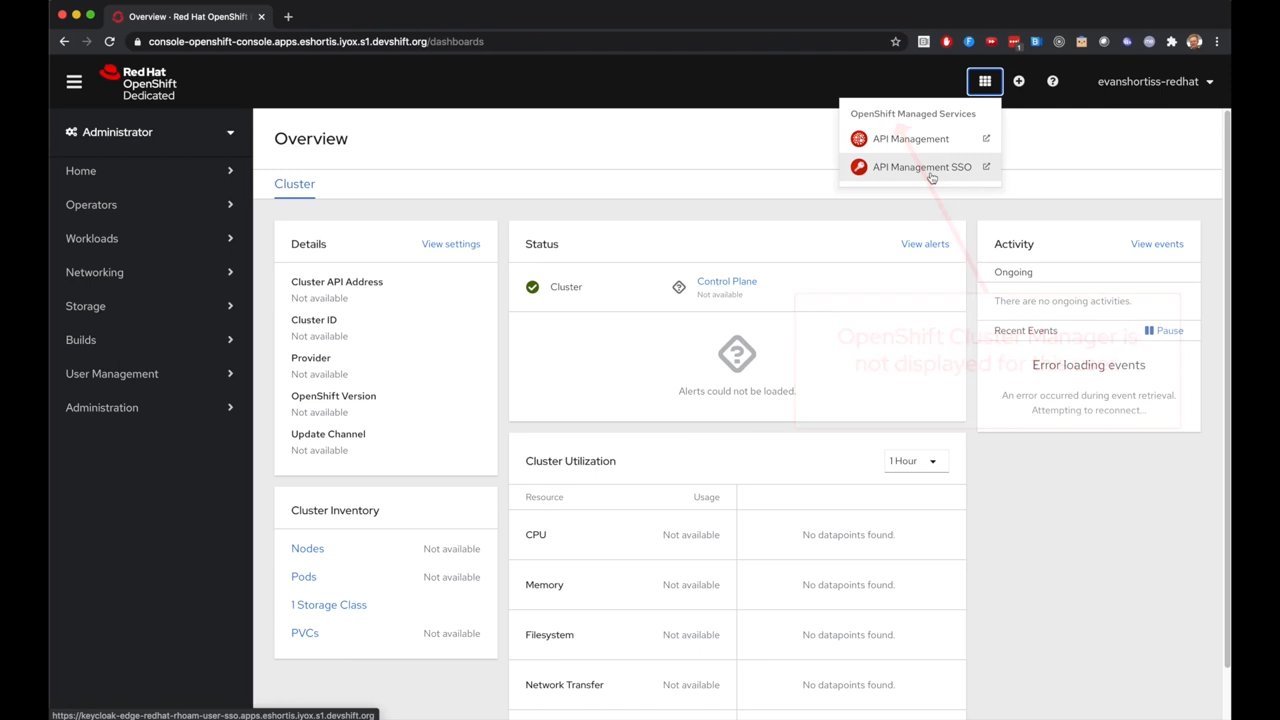 Overview - Red Hat OpenShift
console-openshift-console.apps.eshortis.iyox.s1.devshift.org/dashboards
1
Red Hat
OpenShift
Dedicated
evanshortiss-redhat
OpenShift Managed Services
API Management
API Management SSO
Administrator
Home
Operators
Workloads
Networking
Storage
Builds
User Management
Administration
Overview
Cluster
Details
View settings
Cluster API Address
Not available
Cluster ID
Not available
Provider
Not available
OpenShift Version
Not available
Update Channel
Not available
Cluster Inventory
Nodes Not available
Pods Not available
1 Storage Class
PVCs Not available
Status
View alerts
Cluster
Control Plane
Not available
Alerts could not be loaded.
OpenShift Cluster Manager is
not displayed for
Cluster Utilization
1 Hour
Resource Usage
CPU Not available No datapoints found.
Memory Not available No datapoints found.
Filesystem Not available No datapoints found.
Network Transfer Not available No datapoints found.
Activity
View events
Ongoing
There are no ongoing activities.
Recent Events
Pause
Error loading events
An error occurred during event retrieval.
Attempting to reconnect...
https://keycloak-edge-redhat-rhoam-user-sso.apps.eshortis.iyox.s1.devshift.org